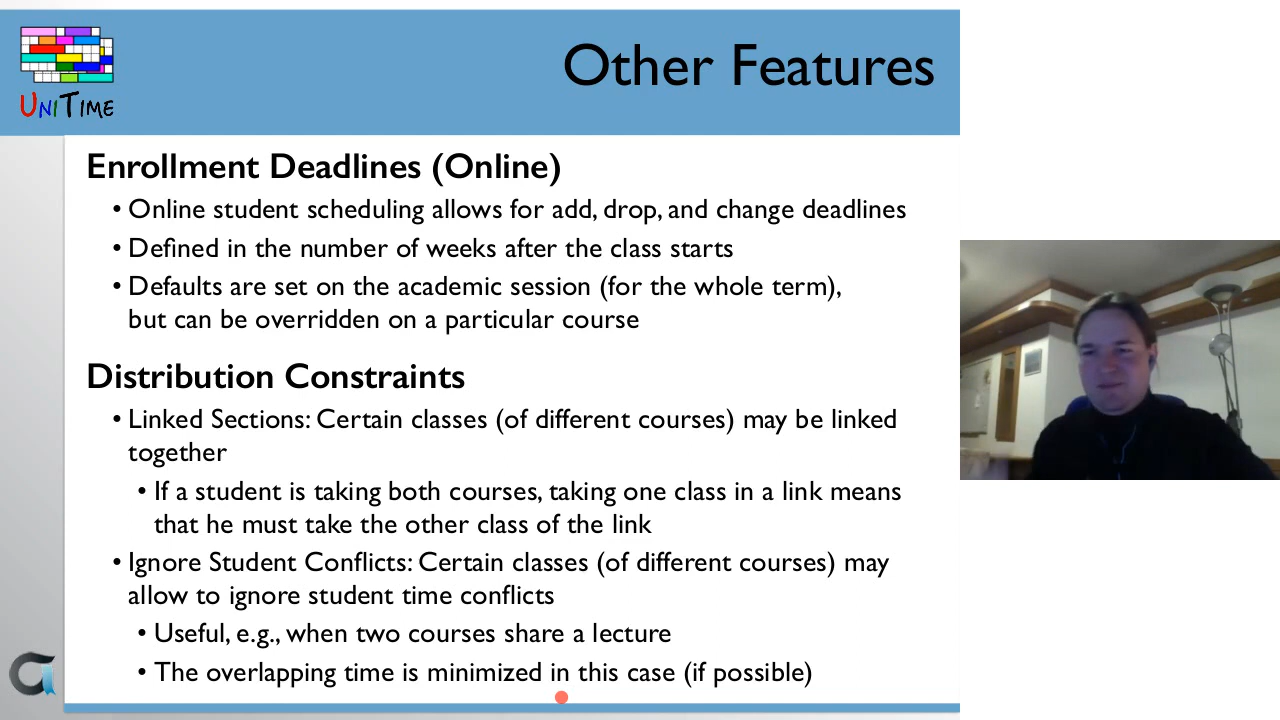 UniTime
Other Features
Enrollment Deadlines (Online)
• Online student scheduling allows for add, drop, and change deadlines
• Defined in the number of weeks after the class starts
• Defaults are set on the academic session (for the whole term),
but can be overridden on a particular course
Distribution Constraints
• Linked Sections: Certain classes (of different courses) may be linked
together
• If a student is taking both courses, taking one class in a link means
that he must take the other class of the link
• Ignore Student Conflicts: Certain classes (of different courses) may
allow to ignore student time conflicts
• Useful, e.g., when two courses share a lecture
• The overlapping time is minimized in this case (if possible)